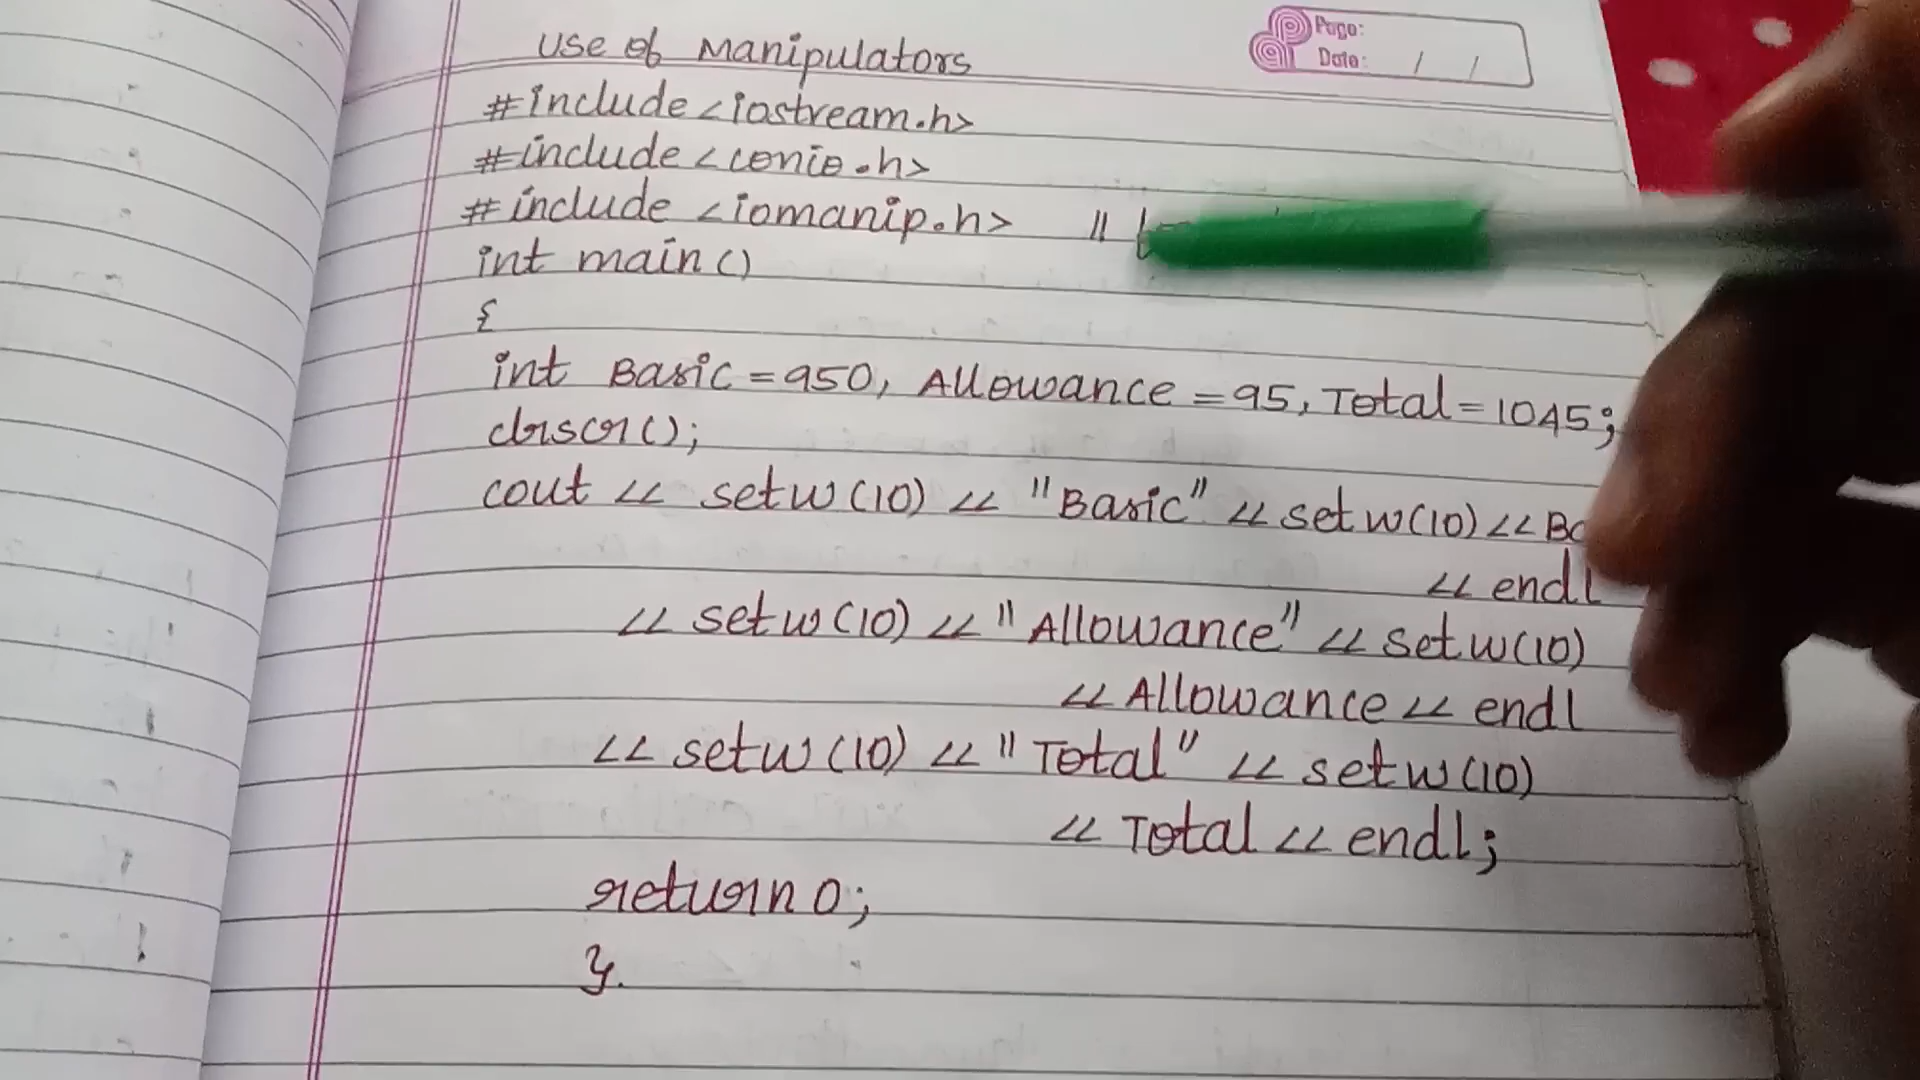 Use of Manipulators
Page:
Date: / /
#include <iostream.h>
#include <conio.h>
#include <iomanip.h> //
int main ()
{
int Basic = 950, Allowance = 95, Total = 1045;
clrscr();
cout << setw (10) << "Basic" << setw(10) <<
<< endl
<< setw (10) << "Allowance" << setw(10)
<< Allowance << endl
<< setw (10) << "Total" << setw (10)
<< Total << endl;
return 0;
}.